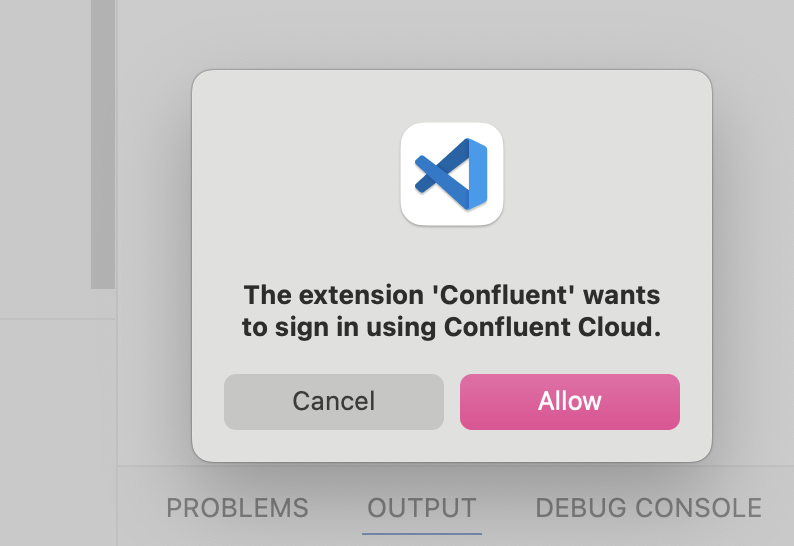 The extension 'Confluent' wants
to sign in using Confluent Cloud.
Cancel Allow
PROBLEMS OUTPUT DEBUG CONSOLE